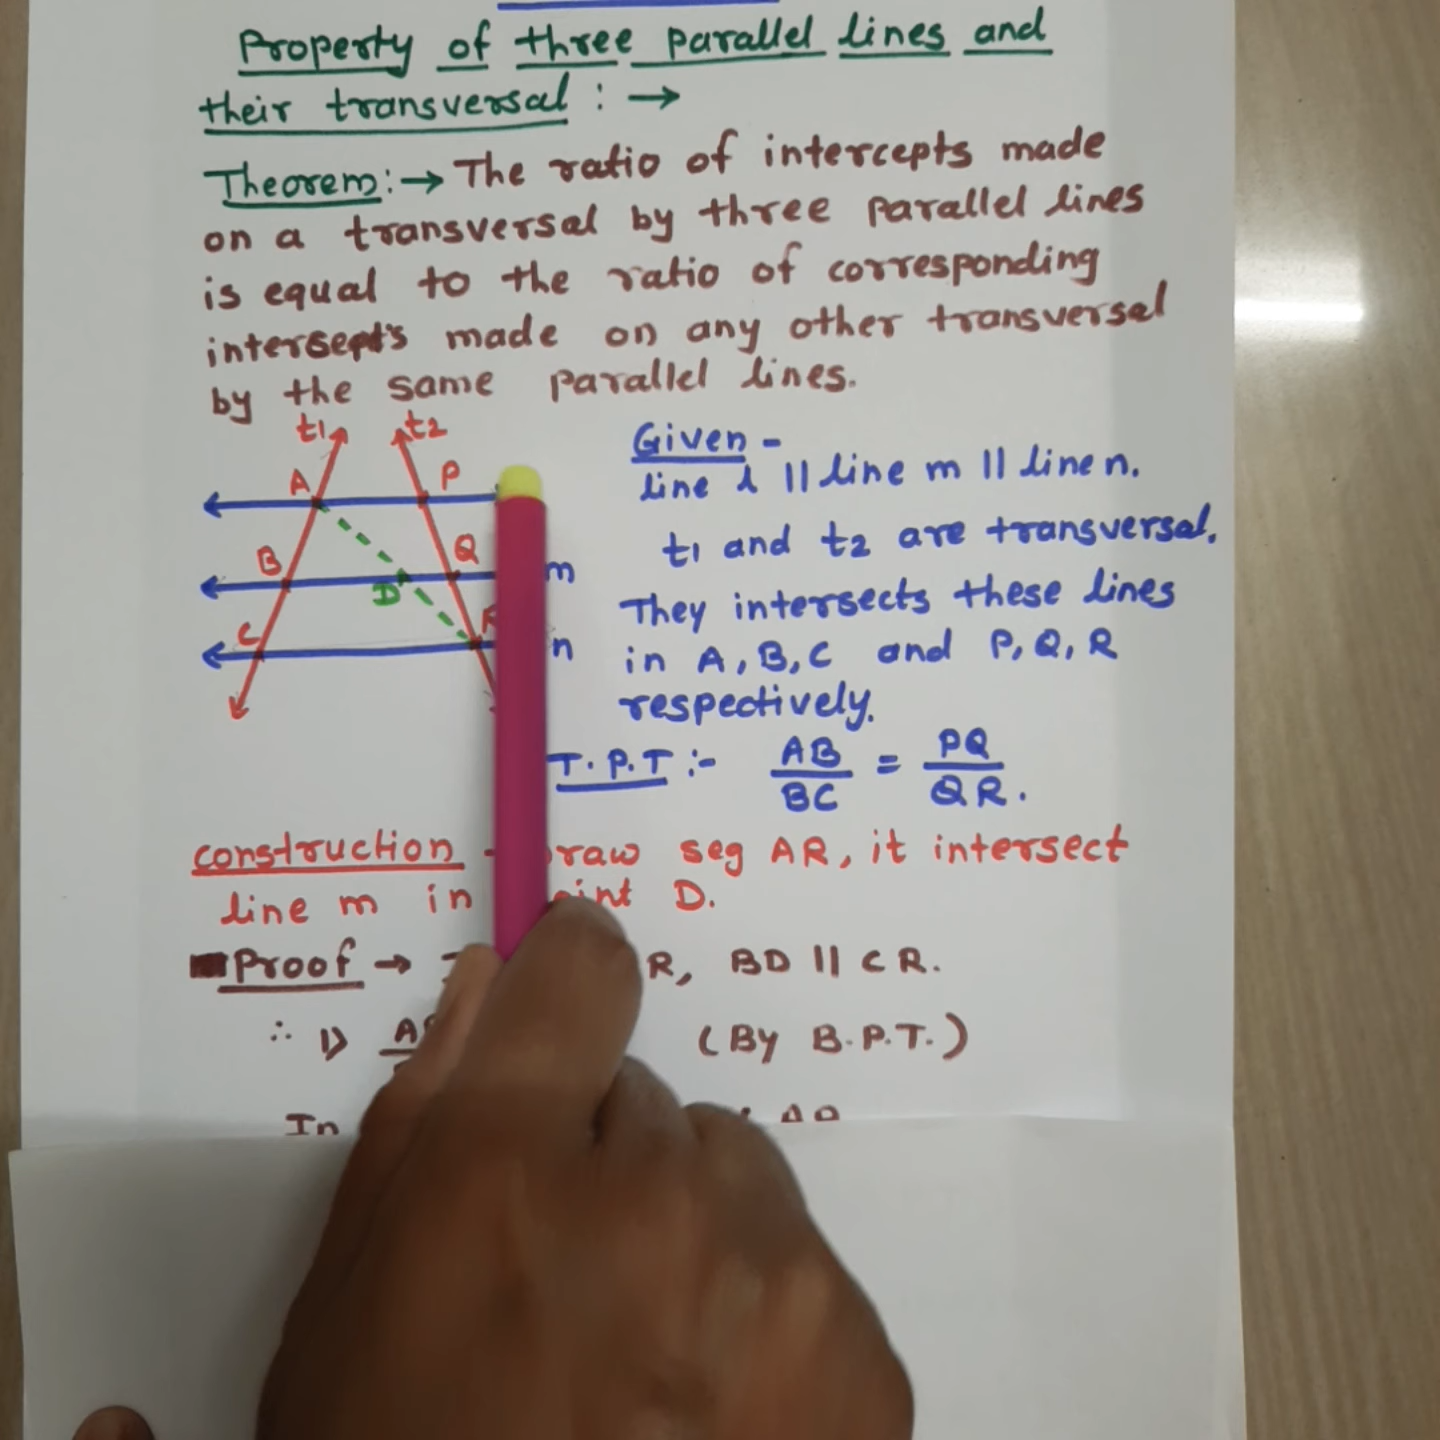 Property of three parallel lines and
their transversal : →
Theorem:→ The ratio of intercepts made
on a transversal by three parallel lines
is equal to the ratio of corresponding
intersepts made on any other transversal
by the same parallel lines.
t1 t2
A P
B Q
D
C
m
n
Given -
line l || line m || line n.
t1 and t2 are transversal.
They intersects these lines
in A, B, C and P, Q, R
respectively.
T.P.T :- AB/BC = PQ/QR.
construction - raw seg AR, it intersect
line m in D.
Proof → R, BD || CR.
∴ 1) (By B.P.T.)
In